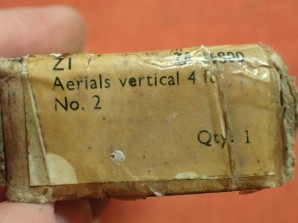 Z1
Aerials vertical 4 f
No. 2
Qty. 1